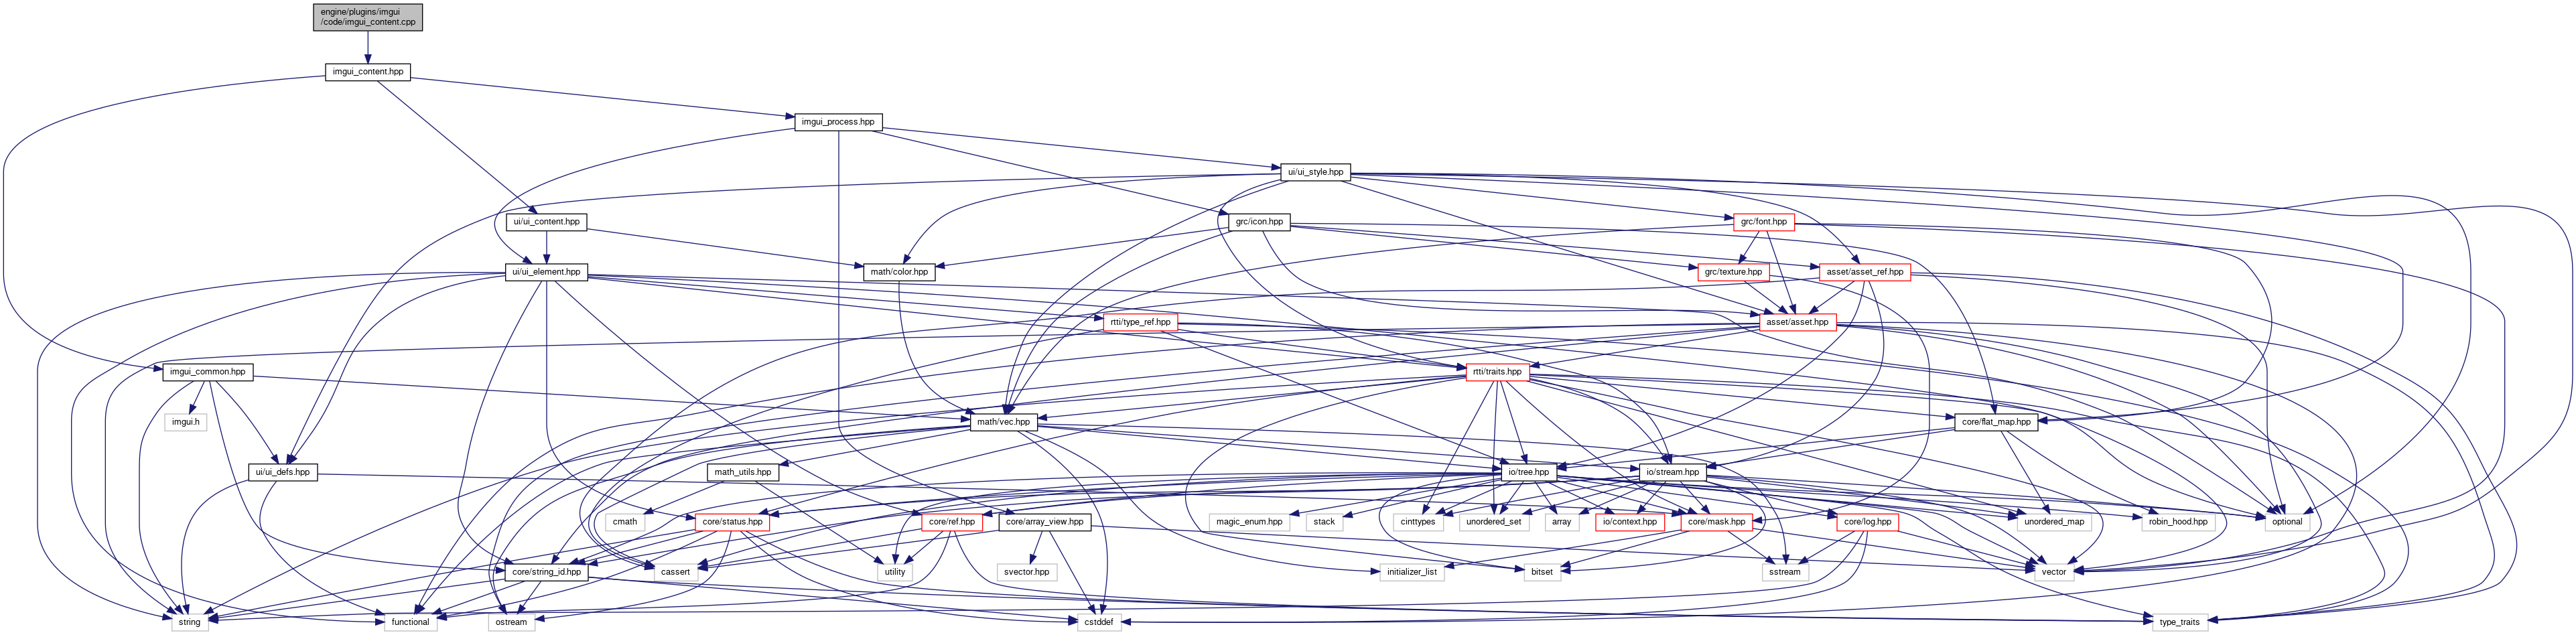 engine/plugins/imgui
/code/imgui_content.cpp
imgui_content.hpp
imgui_process.hpp
ui/ui_style.hpp
ui/ui_content.hpp
grc/icon.hpp
grc/font.hpp
ui/ui_element.hpp
math/color.hpp
grc/texture.hpp
asset/asset_ref.hpp
rtti/type_ref.hpp
asset/asset.hpp
imgui_common.hpp
rtti/traits.hpp
imgui.h
math/vec.hpp
core/flat_map.hpp
ui/ui_defs.hpp
math_utils.hpp
io/tree.hpp
io/stream.hpp
cmath
core/status.hpp
core/ref.hpp
core/array_view.hpp
magic_enum.hpp
stack
cinttypes
unordered_set
array
io/context.hpp
core/mask.hpp
core/log.hpp
unordered_map
robin_hood.hpp
optional
core/string_id.hpp
cassert
utility
svector.hpp
initializer_list
bitset
sstream
vector
string
functional
ostream
cstddef
type_traits